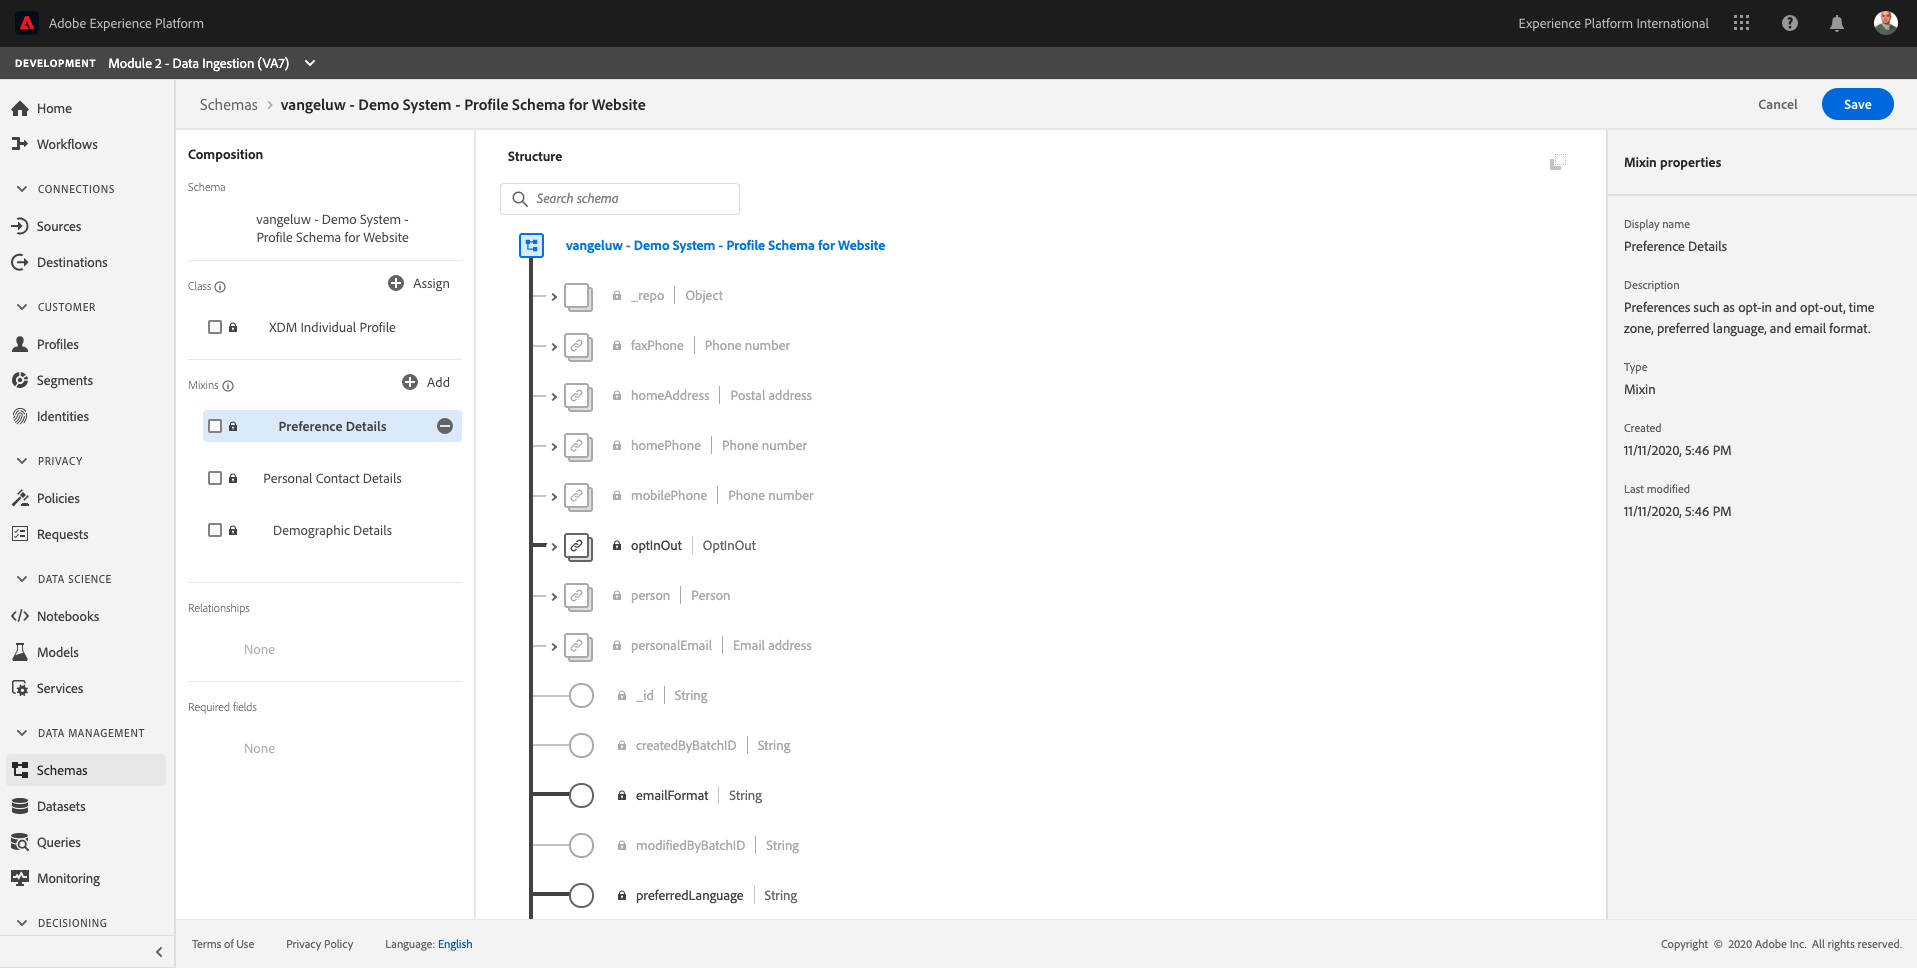 Adobe Experience Platform
Experience Platform International
DEVELOPMENT Module 2 - Data Ingestion (VA7)
Home
Workflows
CONNECTIONS
Sources
Destinations
CUSTOMER
Profiles
Segments
Identities
PRIVACY
Policies
Requests
DATA SCIENCE
Notebooks
Models
Services
DATA MANAGEMENT
Schemas
Datasets
Queries
Monitoring
DECISIONING
Schemas > vangeluw - Demo System - Profile Schema for Website
Cancel
Save
Composition
Schema
vangeluw - Demo System -
Profile Schema for Website
Class
Assign
XDM Individual Profile
Mixins
Add
Preference Details
Personal Contact Details
Demographic Details
Relationships
None
Required fields
None
Structure
Search schema
vangeluw - Demo System - Profile Schema for Website
_repo | Object
faxPhone | Phone number
homeAddress | Postal address
homePhone | Phone number
mobilePhone | Phone number
optInOut | OptInOut
person | Person
personalEmail | Email address
_id | String
createdByBatchID | String
emailFormat | String
modifiedByBatchID | String
preferredLanguage | String
Mixin properties
Display name
Preference Details
Description
Preferences such as opt-in and opt-out, time
zone, preferred language, and email format.
Type
Mixin
Created
11/11/2020, 5:46 PM
Last modified
11/11/2020, 5:46 PM
Terms of Use
Privacy Policy
Language: English
Copyright © 2020 Adobe Inc. All rights reserved.